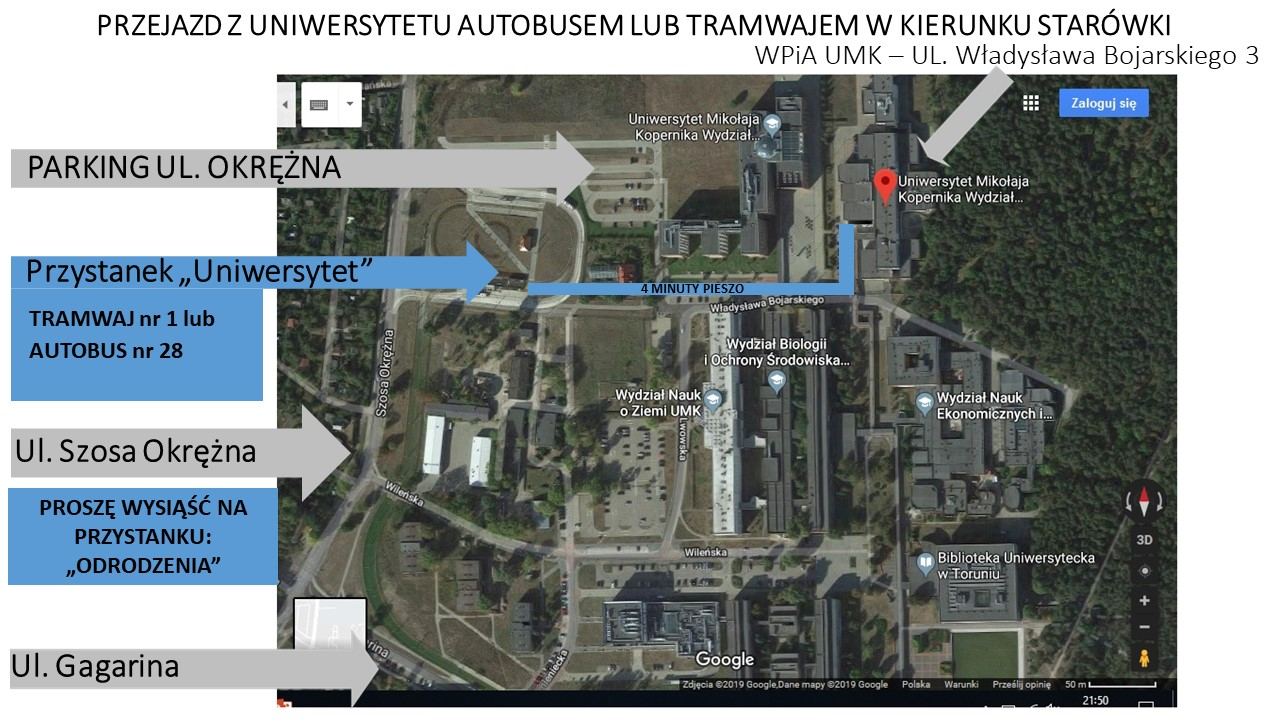 PRZEJAZD Z UNIWERSYTETU AUTOBUSEM LUB TRAMWAJEM W KIERUNKU STARÓWKI
WPiA UMK – UL. Władysława Bojarskiego 3
Zaloguj się
Uniwersytet Mikołaja
Kopernika Wydział...
PARKING UL. OKRĘŻNA
Uniwersytet Mikołaja
Kopernika Wydział...
Przystanek „Uniwersytet”
4 MINUTY PIESZO
Władysława Bojarskiego
TRAMWAJ nr 1 lub
AUTOBUS nr 28
Szosa Okrężna
Wydział Biologii
i Ochrony Środowiska...
Wydział Nauk
o Ziemi UMK
Wydział Nauk
Ekonomicznych i...
Lwowska
Ul. Szosa Okrężna
Wileńska
PROSZĘ WYSIĄŚĆ NA
PRZYSTANKU:
„ODRODZENIA”
3D
Wileńska
Biblioteka Uniwersytecka
w Toruniu
Ul. Gagarina
Google
Zdjęcia ©2019 Google,Dane mapy ©2019 Google Polska Warunki Prześlij opinię 50 m
21:50